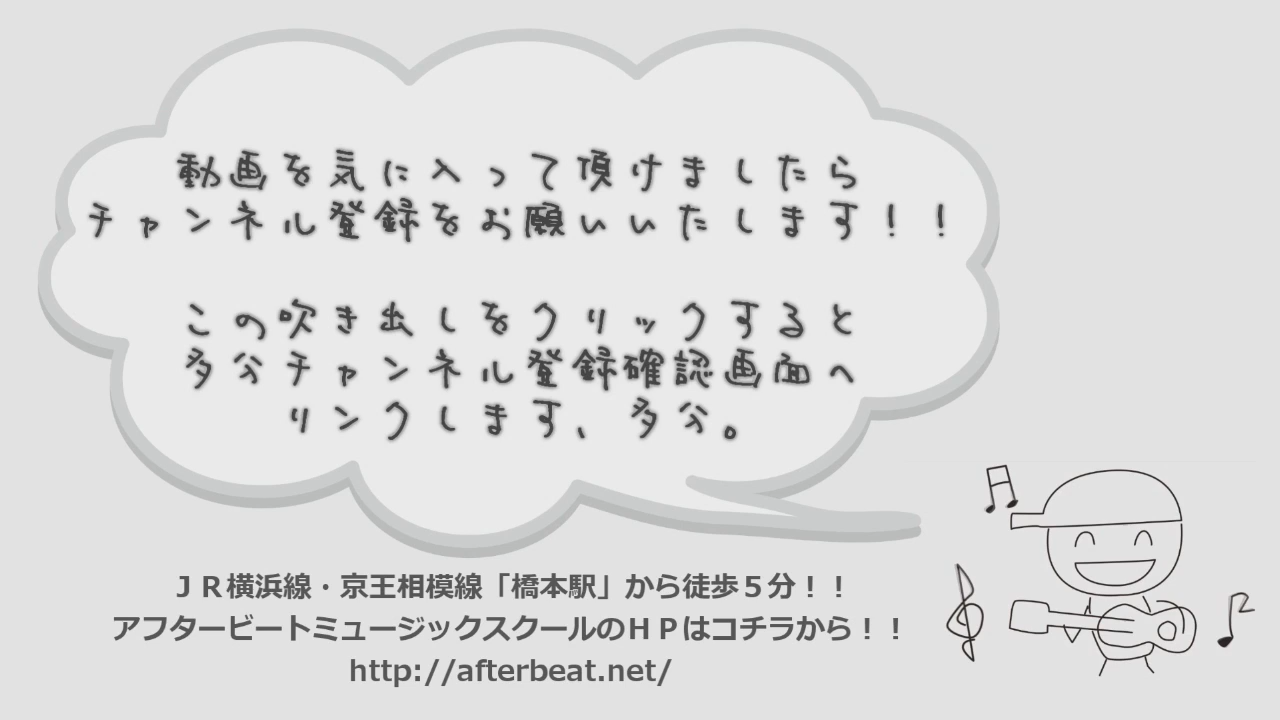 動画を気に入って頂けましたら
チャンネル登録をお願いいたします！！
この吹き出しをクリックすると
多分チャンネル登録確認画面へ
リンクします、多分。
ＪＲ横浜線・京王相模線「橋本駅」から徒歩５分！！
アフタービートミュージックスクールのＨＰはコチラから！！
http://afterbeat.net/